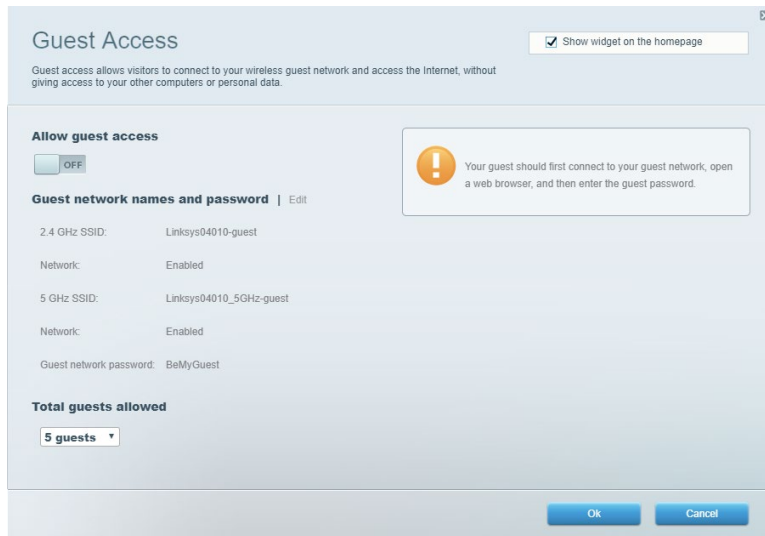 Guest Access
Show widget on the homepage
Guest access allows visitors to connect to your wireless guest network and access the Internet, without
giving access to your other computers or personal data.
Allow guest access
OFF
Your guest should first connect to your guest network, open
a web browser, and then enter the guest password.
Guest network names and password | Edit
2.4 GHz SSID: Linksys04010-guest
Network: Enabled
5 GHz SSID: Linksys04010_5GHz-guest
Network: Enabled
Guest network password: BeMyGuest
Total guests allowed
5 guests
Ok Cancel